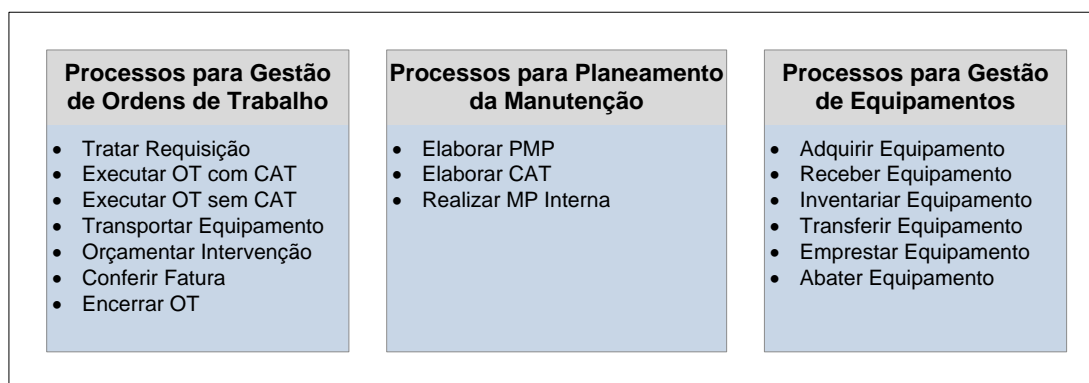 Processos para Gestão
de Ordens de Trabalho
• Tratar Requisição
• Executar OT com CAT
• Executar OT sem CAT
• Transportar Equipamento
• Orçamentar Intervenção
• Conferir Fatura
• Encerrar OT
Processos para Planeamento
da Manutenção
• Elaborar PMP
• Elaborar CAT
• Realizar MP Interna
Processos para Gestão
de Equipamentos
• Adquirir Equipamento
• Receber Equipamento
• Inventariar Equipamento
• Transferir Equipamento
• Emprestar Equipamento
• Abater Equipamento